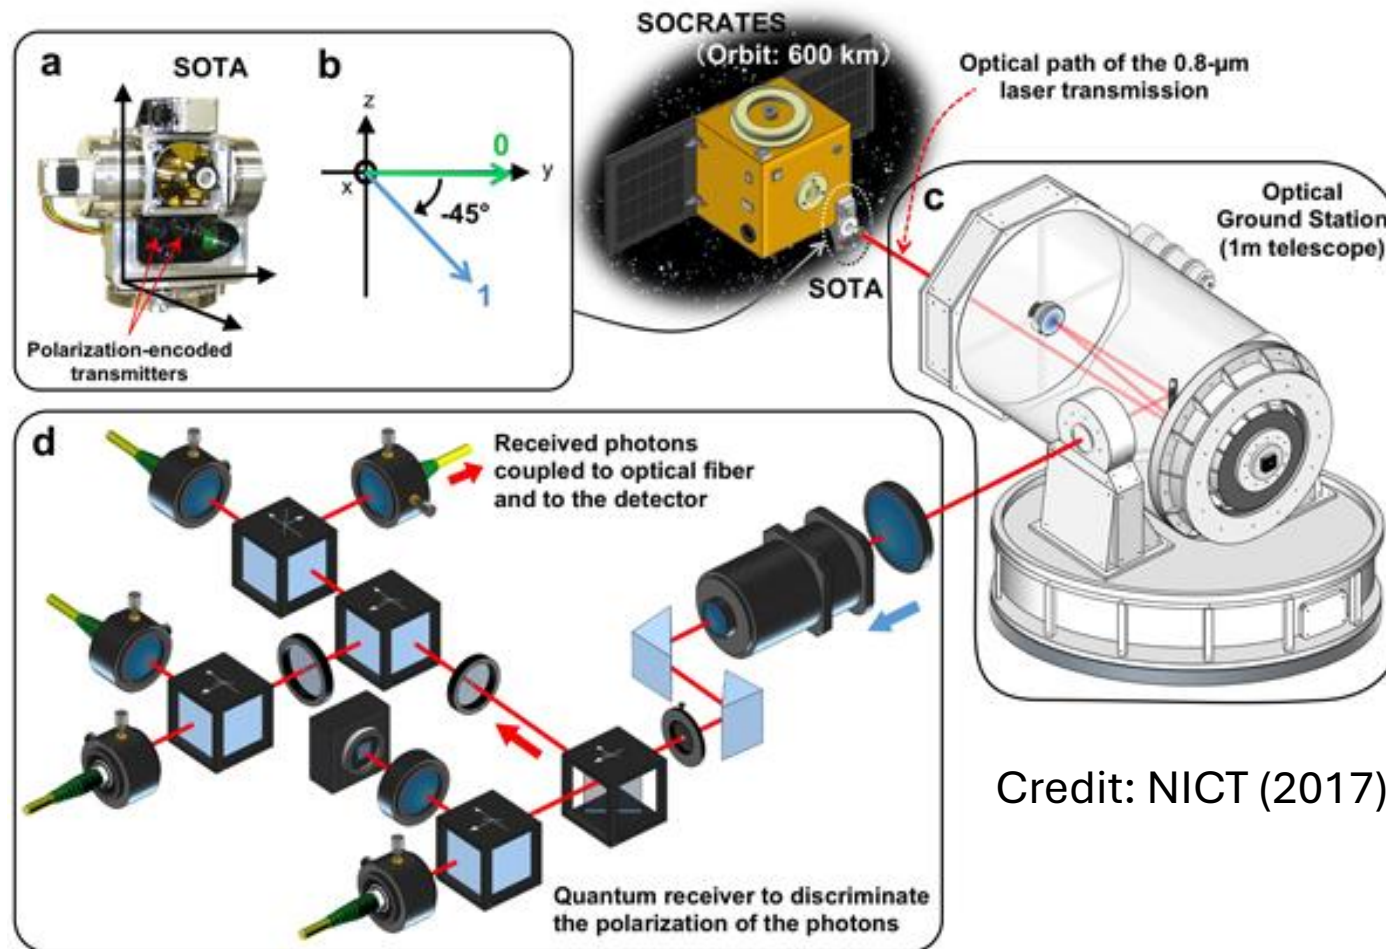 a
SOTA
Polarization-encoded
transmitters
b
z
0
x
y
-45°
1
SOCRATES
(Orbit: 600 km)
SOTA
Optical path of the 0.8-µm
laser transmission
c
Optical
Ground Station
(1m telescope)
d
Received photons
coupled to optical fiber
and to the detector
Quantum receiver to discriminate
the polarization of the photons
Credit: NICT (2017)